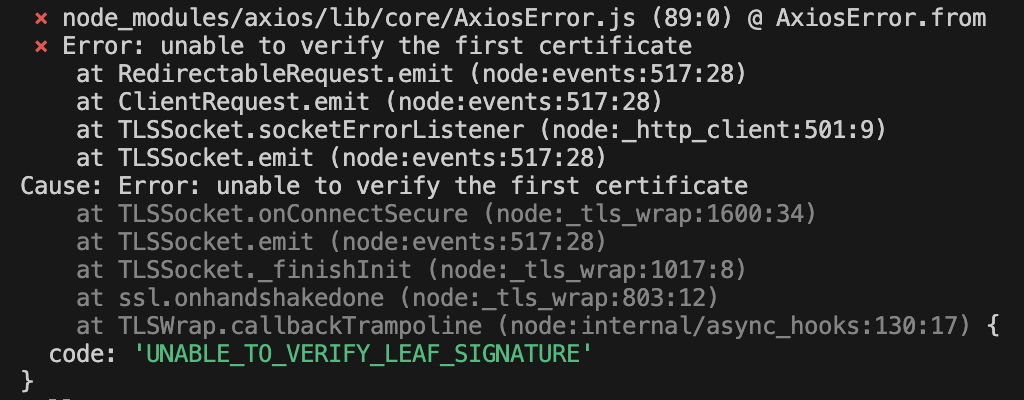 × node_modules/axios/lib/core/AxiosError.js (89:0) @ AxiosError.from
× Error: unable to verify the first certificate
at RedirectableRequest.emit (node:events:517:28)
at ClientRequest.emit (node:events:517:28)
at TLSSocket.socketErrorListener (node:_http_client:501:9)
at TLSSocket.emit (node:events:517:28)
Cause: Error: unable to verify the first certificate
at TLSSocket.onConnectSecure (node:_tls_wrap:1600:34)
at TLSSocket.emit (node:events:517:28)
at TLSSocket._finishInit (node:_tls_wrap:1017:8)
at ssl.onhandshakedone (node:_tls_wrap:803:12)
at TLSWrap.callbackTrampoline (node:internal/async_hooks:130:17) {
code: 'UNABLE_TO_VERIFY_LEAF_SIGNATURE'
}